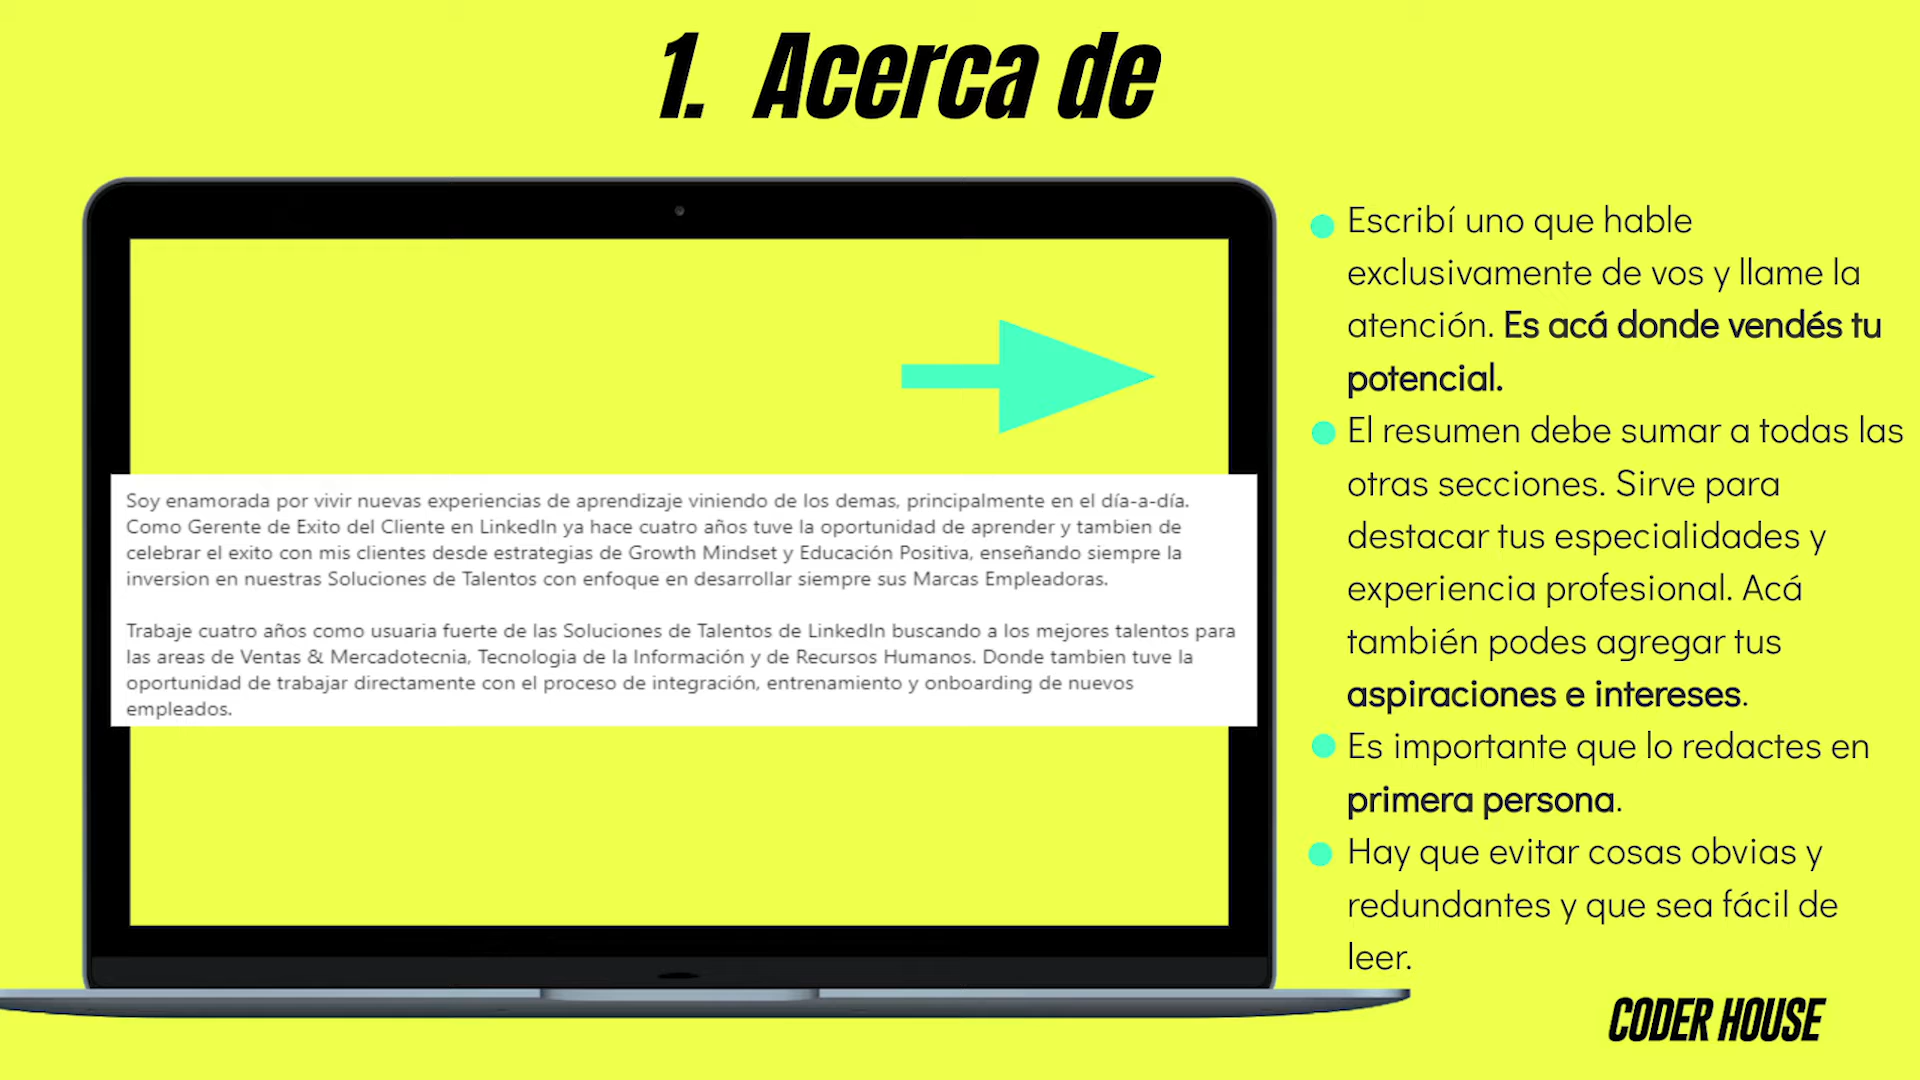 1. Acerca de
Soy enamorada por vivir nuevas experiencias de aprendizaje viniendo de los demas, principalmente en el día-a-día.
Como Gerente de Exito del Cliente en LinkedIn ya hace cuatro años tuve la oportunidad de aprender y tambien de
celebrar el exito con mis clientes desde estrategias de Growth Mindset y Educación Positiva, enseñando siempre la
inversion en nuestras Soluciones de Talentos con enfoque en desarrollar siempre sus Marcas Empleadoras.
Trabaje cuatro años como usuaria fuerte de las Soluciones de Talentos de LinkedIn buscando a los mejores talentos para
las areas de Ventas & Mercadotecnia, Tecnologia de la Información y de Recursos Humanos. Donde tambien tuve la
oportunidad de trabajar directamente con el proceso de integración, entrenamiento y onboarding de nuevos
empleados.
Escribí uno que hable
exclusivamente de vos y llame la
atención. Es acá donde vendés tu
potencial.
El resumen debe sumar a todas las
otras secciones. Sirve para
destacar tus especialidades y
experiencia profesional. Acá
también podes agregar tus
aspiraciones e intereses.
Es importante que lo redactes en
primera persona.
Hay que evitar cosas obvias y
redundantes y que sea fácil de
leer.
CODER HOUSE